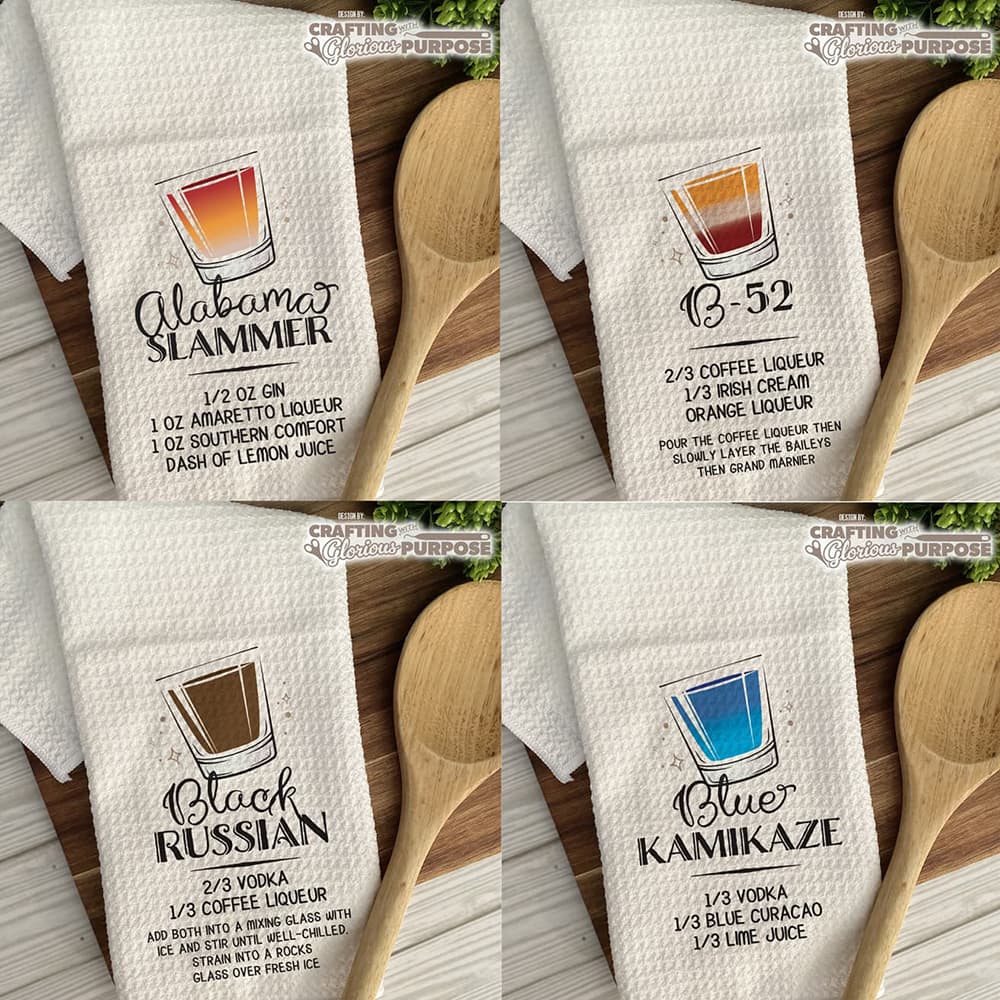 DESIGN BY:
CRAFTING WITH
Glorious PURPOSE
Alabama
SLAMMER
1/2 OZ GIN
1 OZ AMARETTO LIQUEUR
1 OZ SOUTHERN COMFORT
DASH OF LEMON JUICE
DESIGN BY:
CRAFTING WITH
Glorious PURPOSE
B-52
2/3 COFFEE LIQUEUR
1/3 IRISH CREAM
ORANGE LIQUEUR
POUR THE COFFEE LIQUEUR THEN
SLOWLY LAYER THE BAILEYS
THEN GRAND MARNIER
DESIGN BY:
CRAFTING WITH
Glorious PURPOSE
Black
RUSSIAN
2/3 VODKA
1/3 COFFEE LIQUEUR
ADD BOTH INTO A MIXING GLASS WITH
ICE AND STIR UNTIL WELL-CHILLED.
STRAIN INTO A ROCKS
GLASS OVER FRESH ICE
DESIGN BY:
CRAFTING WITH
Glorious PURPOSE
Blue
KAMIKAZE
1/3 VODKA
1/3 BLUE CURACAO
1/3 LIME JUICE